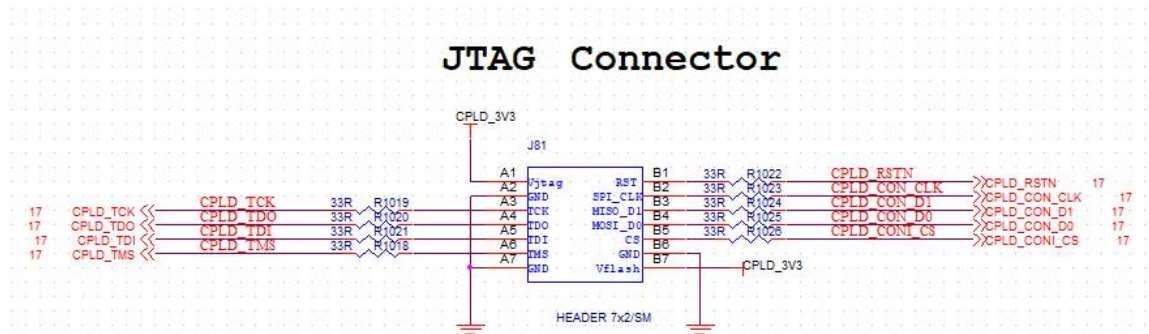 JTAG Connector
CPLD_3V3
J81
A1 B1 33R R1022 CPLD_RSTN
Vjtag RST CPLD_RSTN 17
A2 B2 33R R1023 CPLD_CON_CLK
GND SPI_CLK CPLD_CON_CLK 17
CPLD_TCK 33R R1019 A3 B3 33R R1024 CPLD_CON_D1
17 CPLD_TCK TCK MISO_D1 CPLD_CON_D1 17
CPLD_TDO 33R R1020 A4 B4 33R R1025 CPLD_CON_D0
17 CPLD_TDO TDO MOSI_D0 CPLD_CON_D0 17
CPLD_TDI 33R R1021 A5 B5 33R R1026 CPLD_CONI_CS
17 CPLD_TDI TDI CS CPLD_CONI_CS 17
CPLD_TMS 33R R1018 A6 B6
17 CPLD_TMS TMS GND
A7 B7
GND Vflash CPLD_3V3
HEADER 7x2/SM